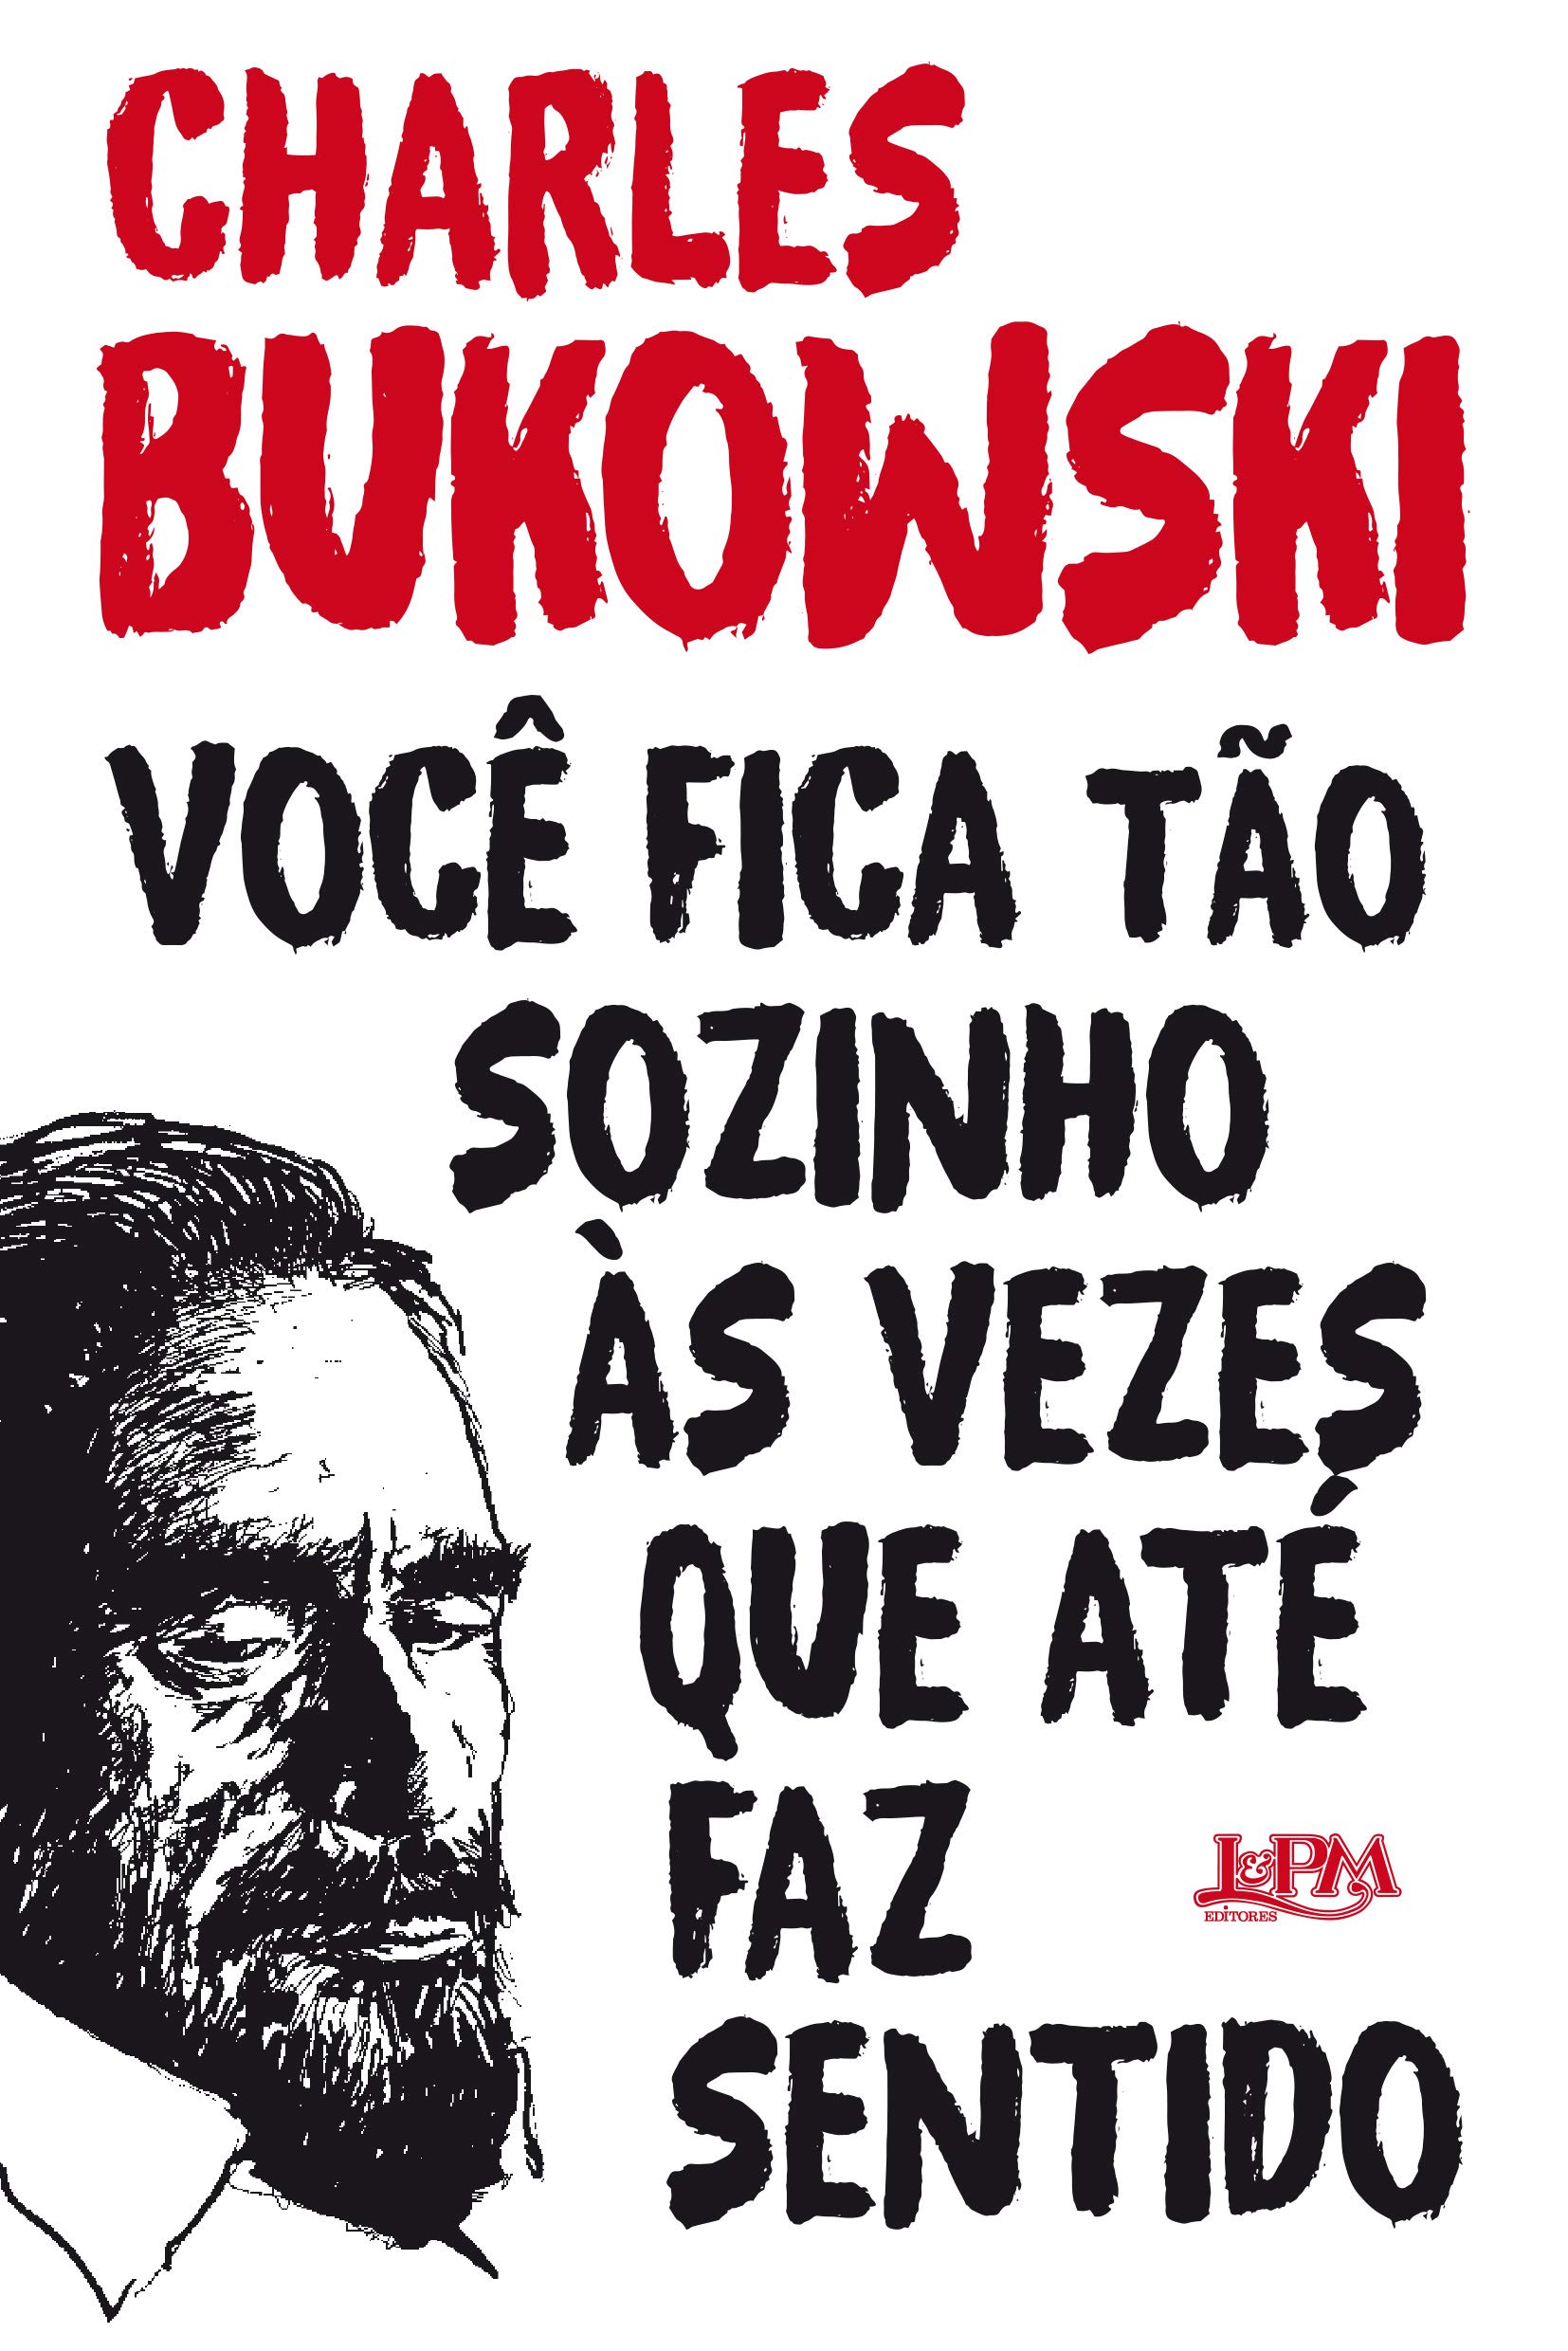 CHARLES
BUKOWSKI
VOCÊ FICA TÃO
SOZINHO
ÀS VEZES
QUE ATÉ
FAZ
L&PM
EDITORES
SENTIDO